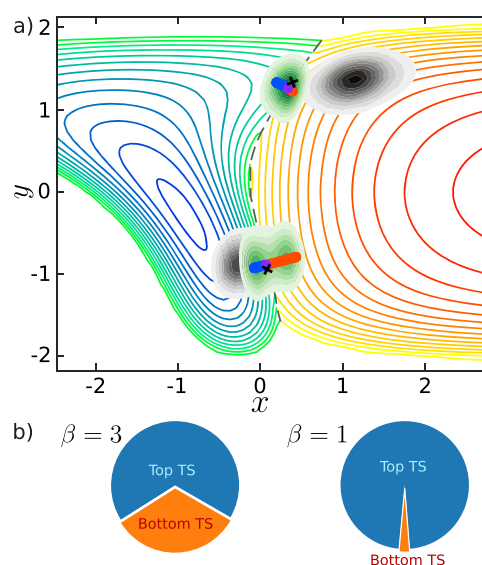 a)
2
1
0
-1
-2
y
-2
-1
0
1
2
x
b)
β = 3
β = 1
Top TS
Bottom TS
Top TS
Bottom TS